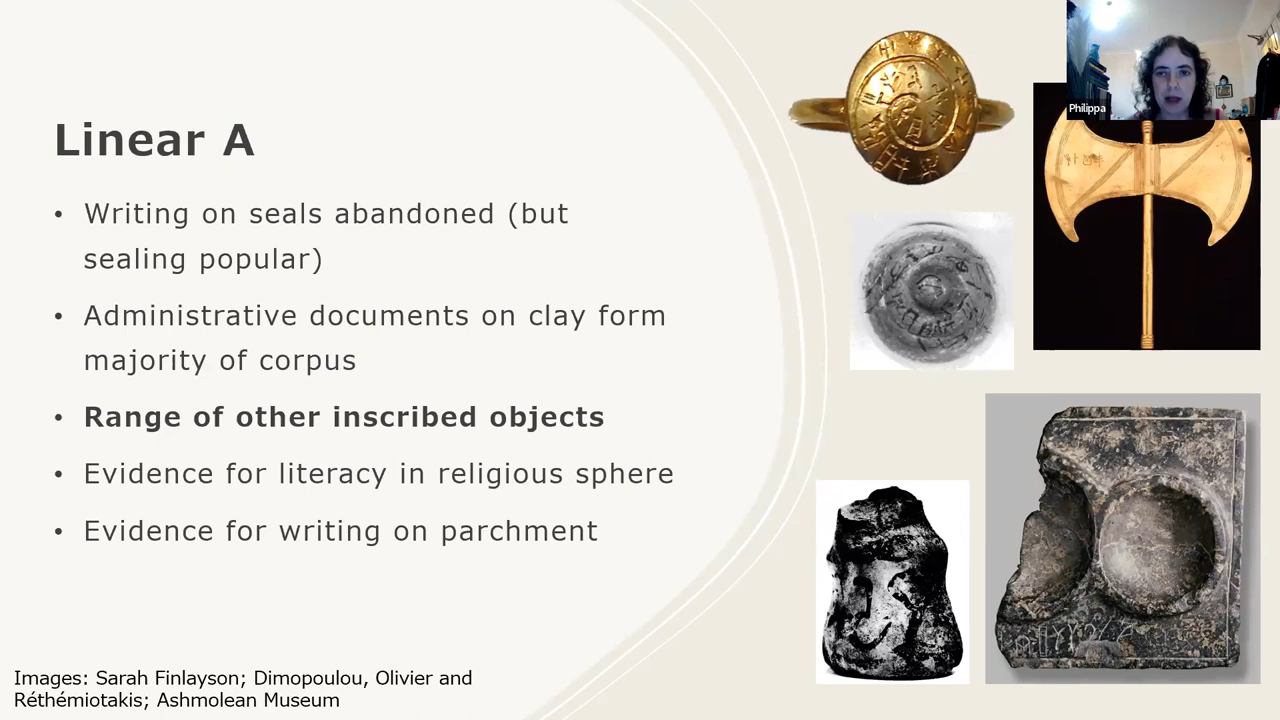 Linear A
• Writing on seals abandoned (but
sealing popular)
• Administrative documents on clay form
majority of corpus
• Range of other inscribed objects
• Evidence for literacy in religious sphere
• Evidence for writing on parchment
Images: Sarah Finlayson; Dimopoulou, Olivier and
Réthémiotakis; Ashmolean Museum
Philippa